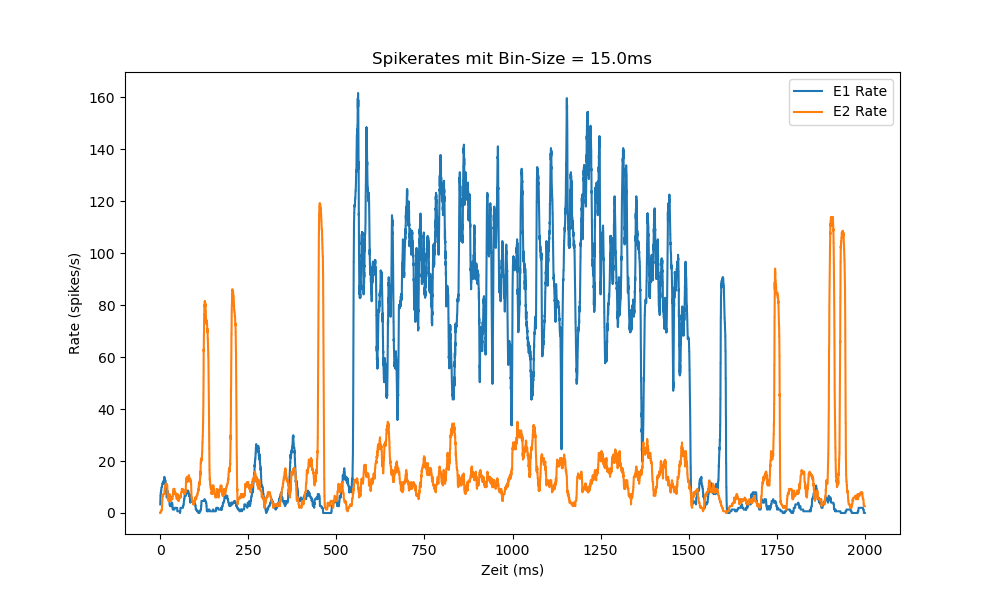 Spikerates mit Bin-Size = 15.0ms
E1 Rate
E2 Rate
Rate (spikes/s)
160
140
120
100
80
60
40
20
0
0 250 500 750 1000 1250 1500 1750 2000
Zeit (ms)